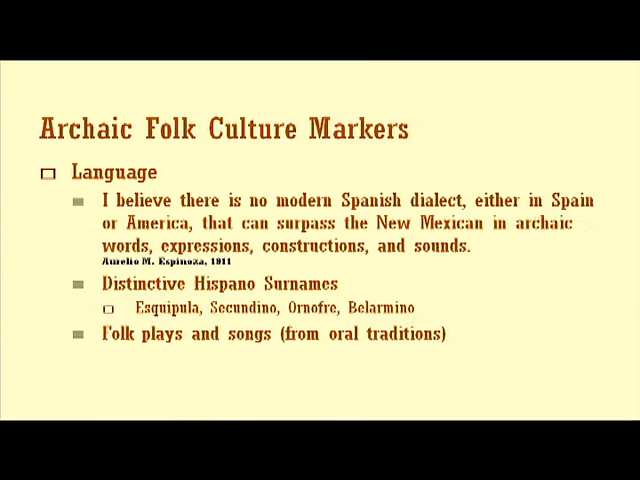 Archaic Folk Culture Markers
Language
I believe there is no modern Spanish dialect, either in Spain
or America, that can surpass the New Mexican in archaic
words, expressions, constructions, and sounds.
Aurelio M. Espinoza, 1911
Distinctive Hispano Surnames
Esquipula, Secundino, Ornofre, Belarmino
Folk plays and songs (from oral traditions)